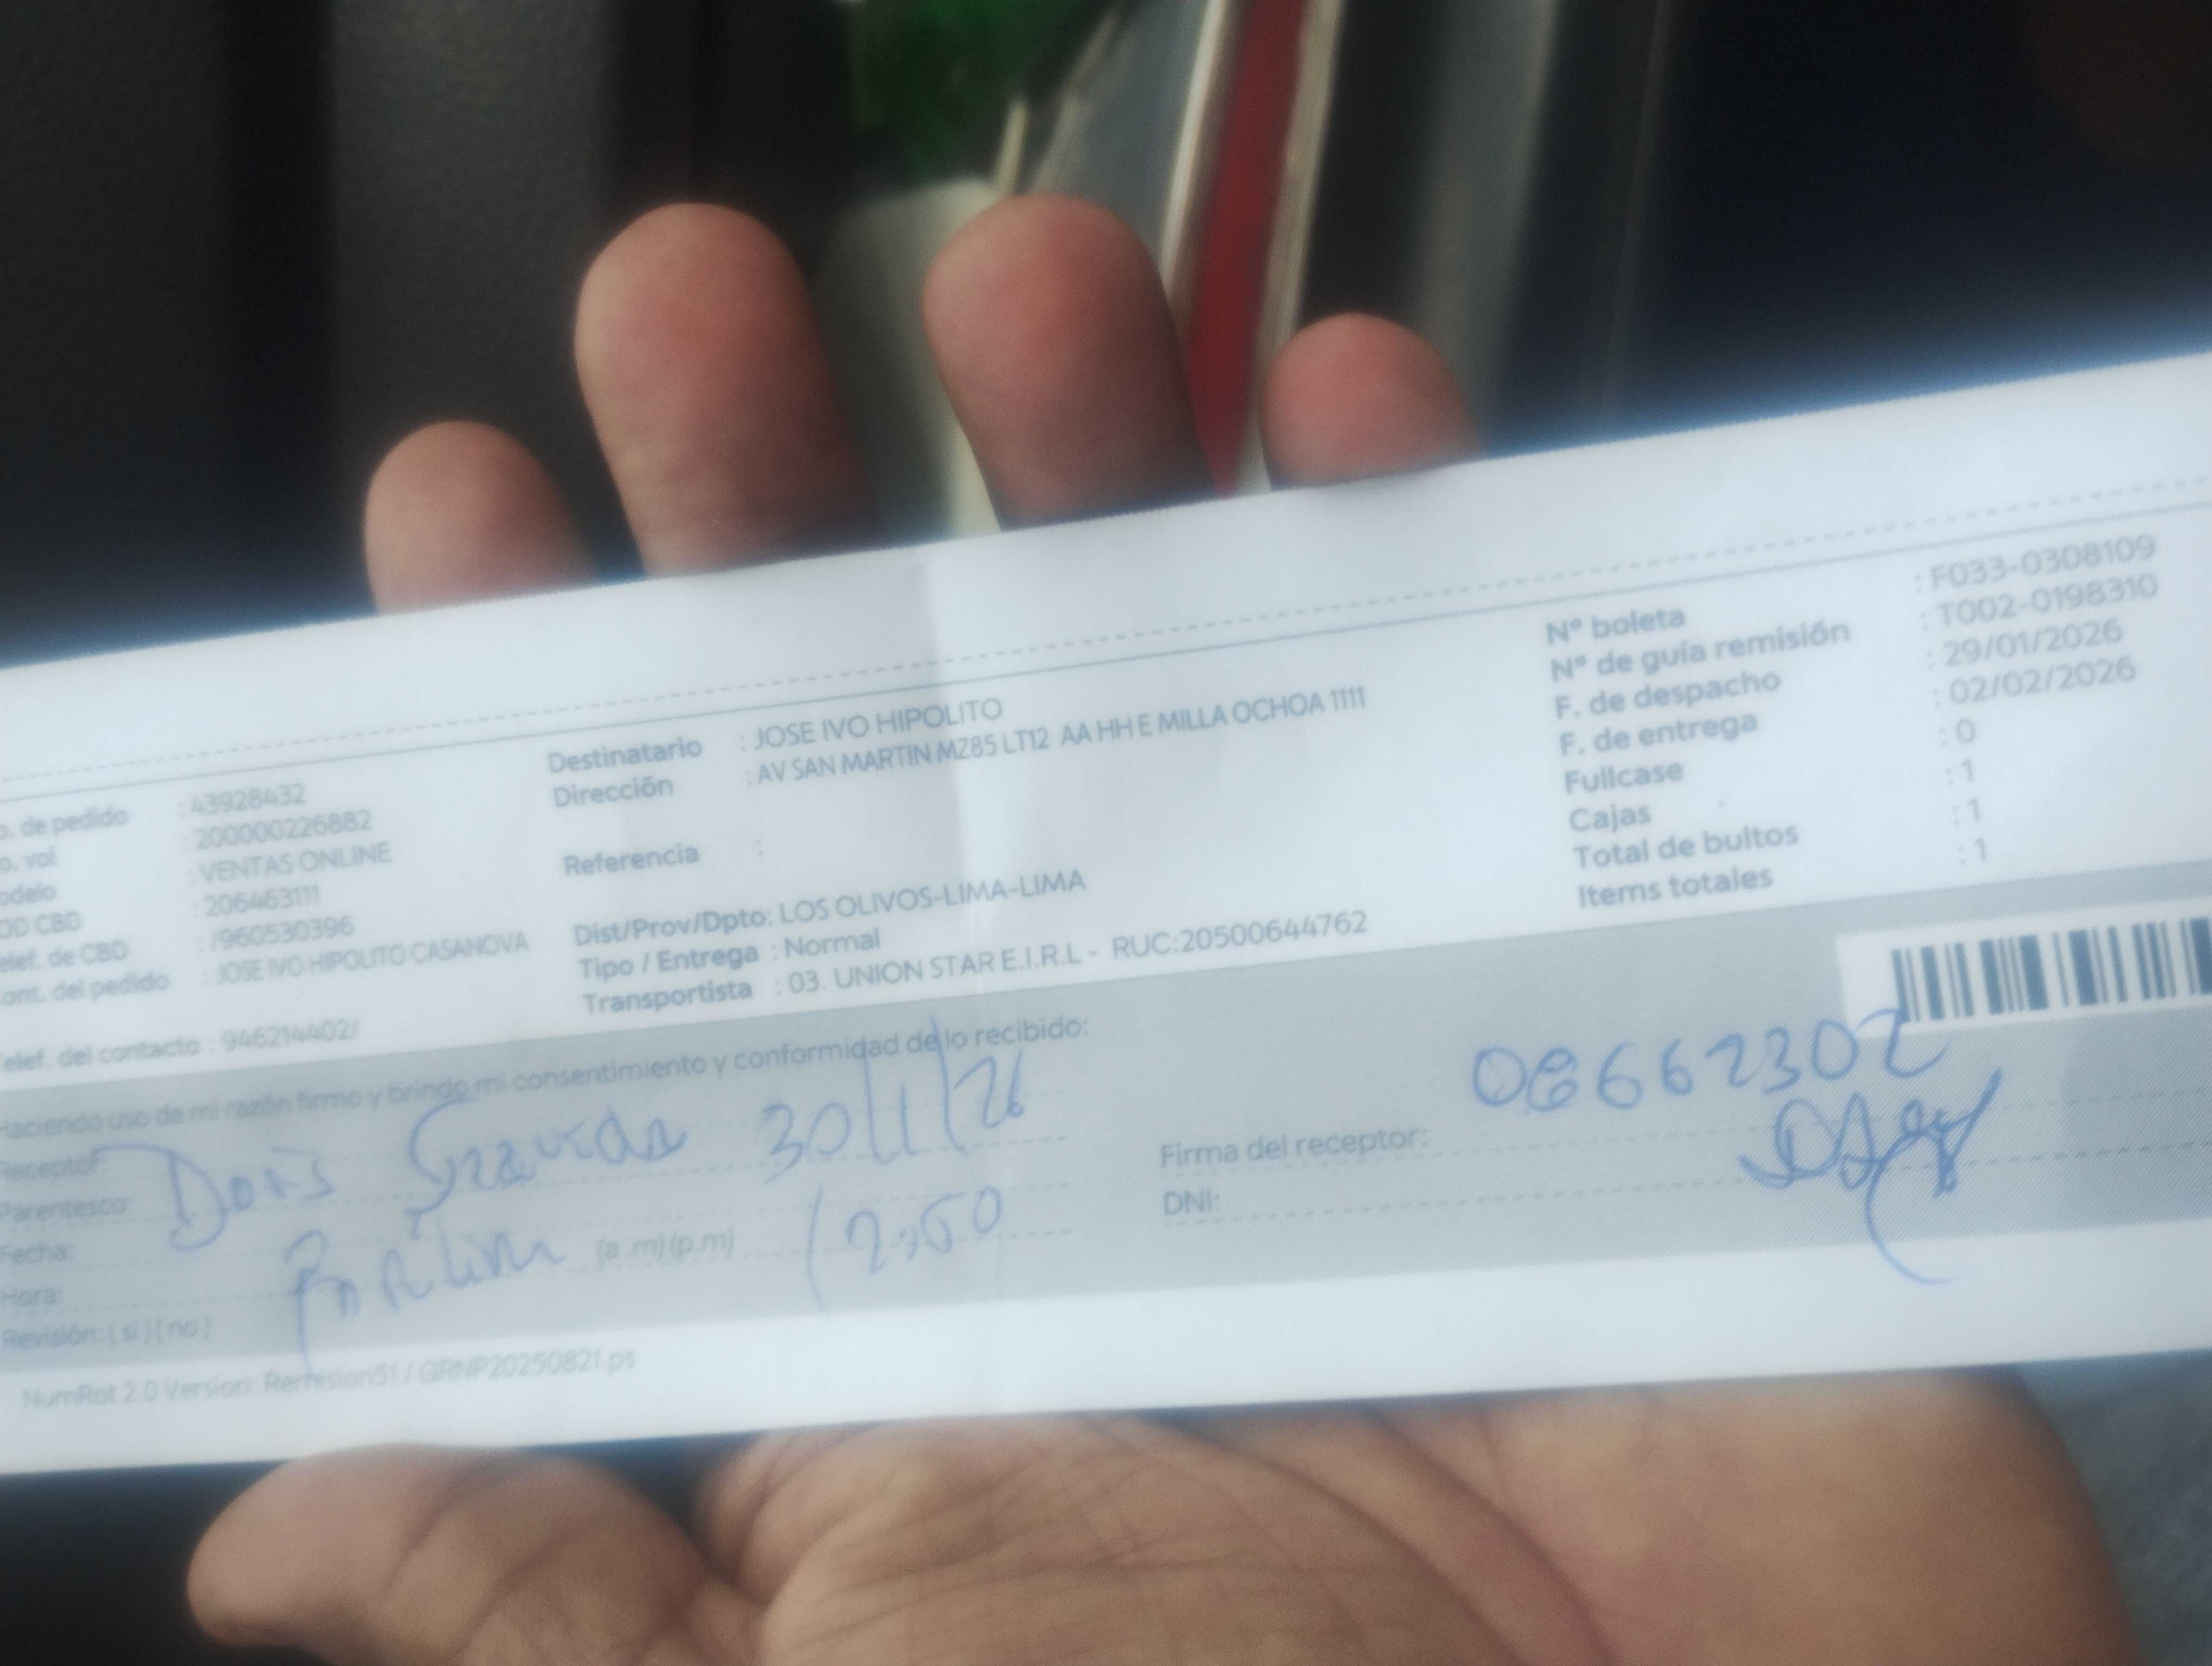 o. de pedido : 43928432
o. vol : 200000226882
odelo : VENTAS ONLINE
OD CBD : 206463111
elef. de CBD : /960530396
ont. del pedido : JOSE IVO HIPOLITO CASANOVA
elef. del contacto : 946214402/
Destinatario : JOSE IVO HIPOLITO
Dirección : AV SAN MARTIN MZ85 LT12 AA HH E MILLA OCHOA 1111
Referencia :
Dist/Prov/Dpto: LOS OLIVOS-LIMA-LIMA
Tipo / Entrega : Normal
Transportista : 03. UNION STAR E.I.R.L - RUC:20500644762
Nº boleta : F033-0308109
Nº de guía remisión : T002-0198310
F. de despacho : 29/01/2026
F. de entrega : 02/02/2026
Fullcase : 0
Cajas : 1
Total de bultos : 1
Items totales : 1
Haciendo uso de mi razón firmo y brindo mi consentimiento y conformidad de lo recibido:
Receptor: Doris 30/1/26
Parentesco:
Fecha:
Hora: (a .m) (p.m) 12:50
Revisión: ( sí ) ( no )
Firma del receptor:
DNI:
NumRot 2.0 Version: Remision51 / GRNP20250821.ps